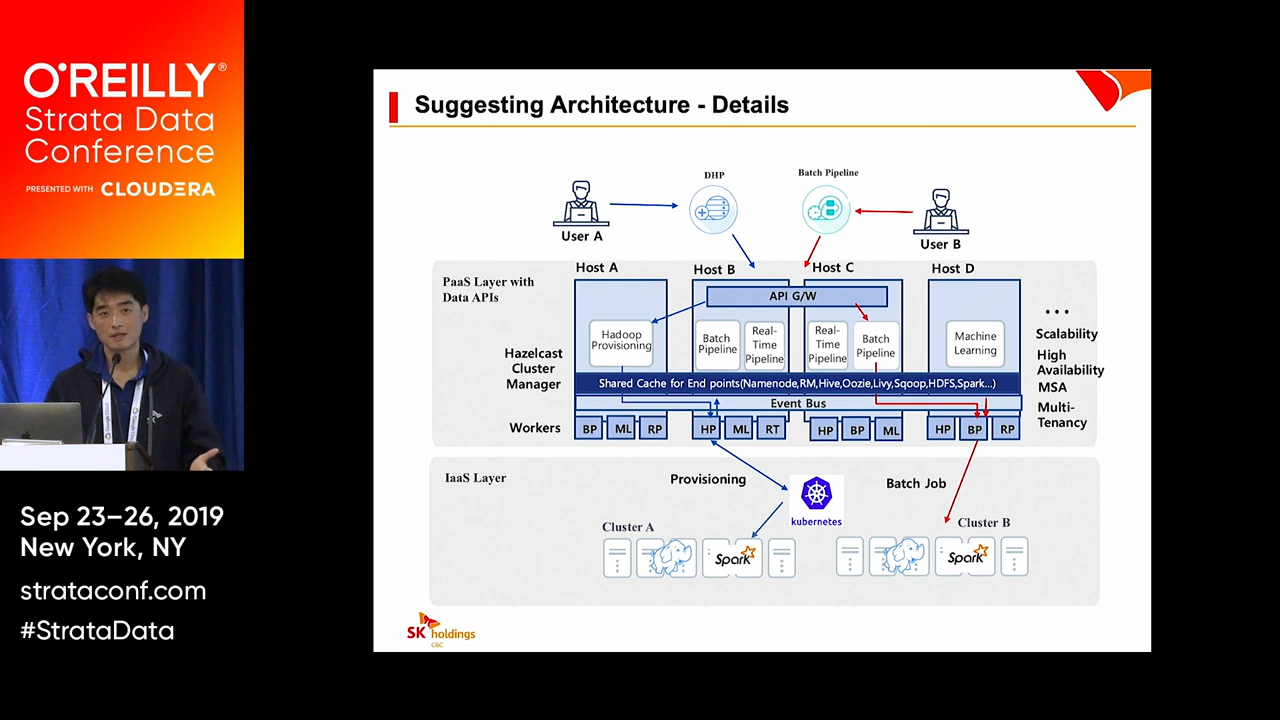 O'REILLY®
Strata Data
Conference
PRESENTED WITH CLOUDERA
Sep 23–26, 2019
New York, NY
strataconf.com
#StrataData
Suggesting Architecture - Details
DHP
Batch Pipeline
User A
User B
PaaS Layer with
Data APIs
Host A
Host B
Host C
Host D
API G/W
Hadoop
Provisioning
Batch
Pipeline
Real-
Time
Pipeline
Real-
Time
Pipeline
Batch
Pipeline
Machine
Learning
...
Scalability
High
Availability
MSA
Multi-
Tenancy
Hazelcast
Cluster
Manager
Shared Cache for End points(Namenode,RM,Hive,Oozie,Livy,Sqoop,HDFS,Spark...)
Event Bus
Workers
BP ML RP
HP ML RT
HP BP ML
HP BP RP
IaaS Layer
Provisioning
kubernetes
Batch Job
Cluster A
Cluster B
Spark
Spark
SK holdings
C&C